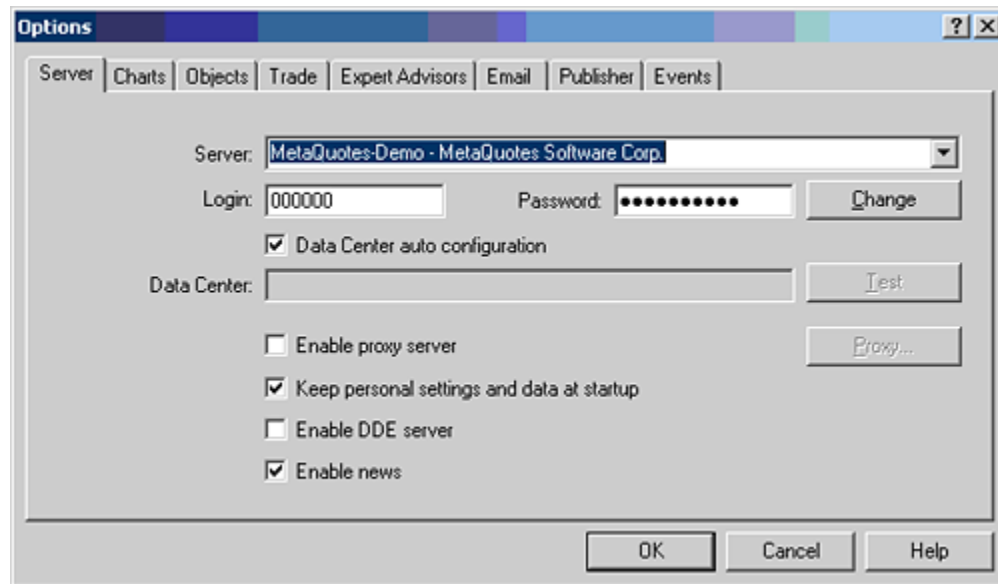 Options
Server Charts Objects Trade Expert Advisors Email Publisher Events
Server: MetaQuotes-Demo - MetaQuotes Software Corp.
Login: 000000 Password: ●●●●●●●●●● Change
Data Center auto configuration
Data Center: Test
Enable proxy server Proxy...
Keep personal settings and data at startup
Enable DDE server
Enable news
OK Cancel Help